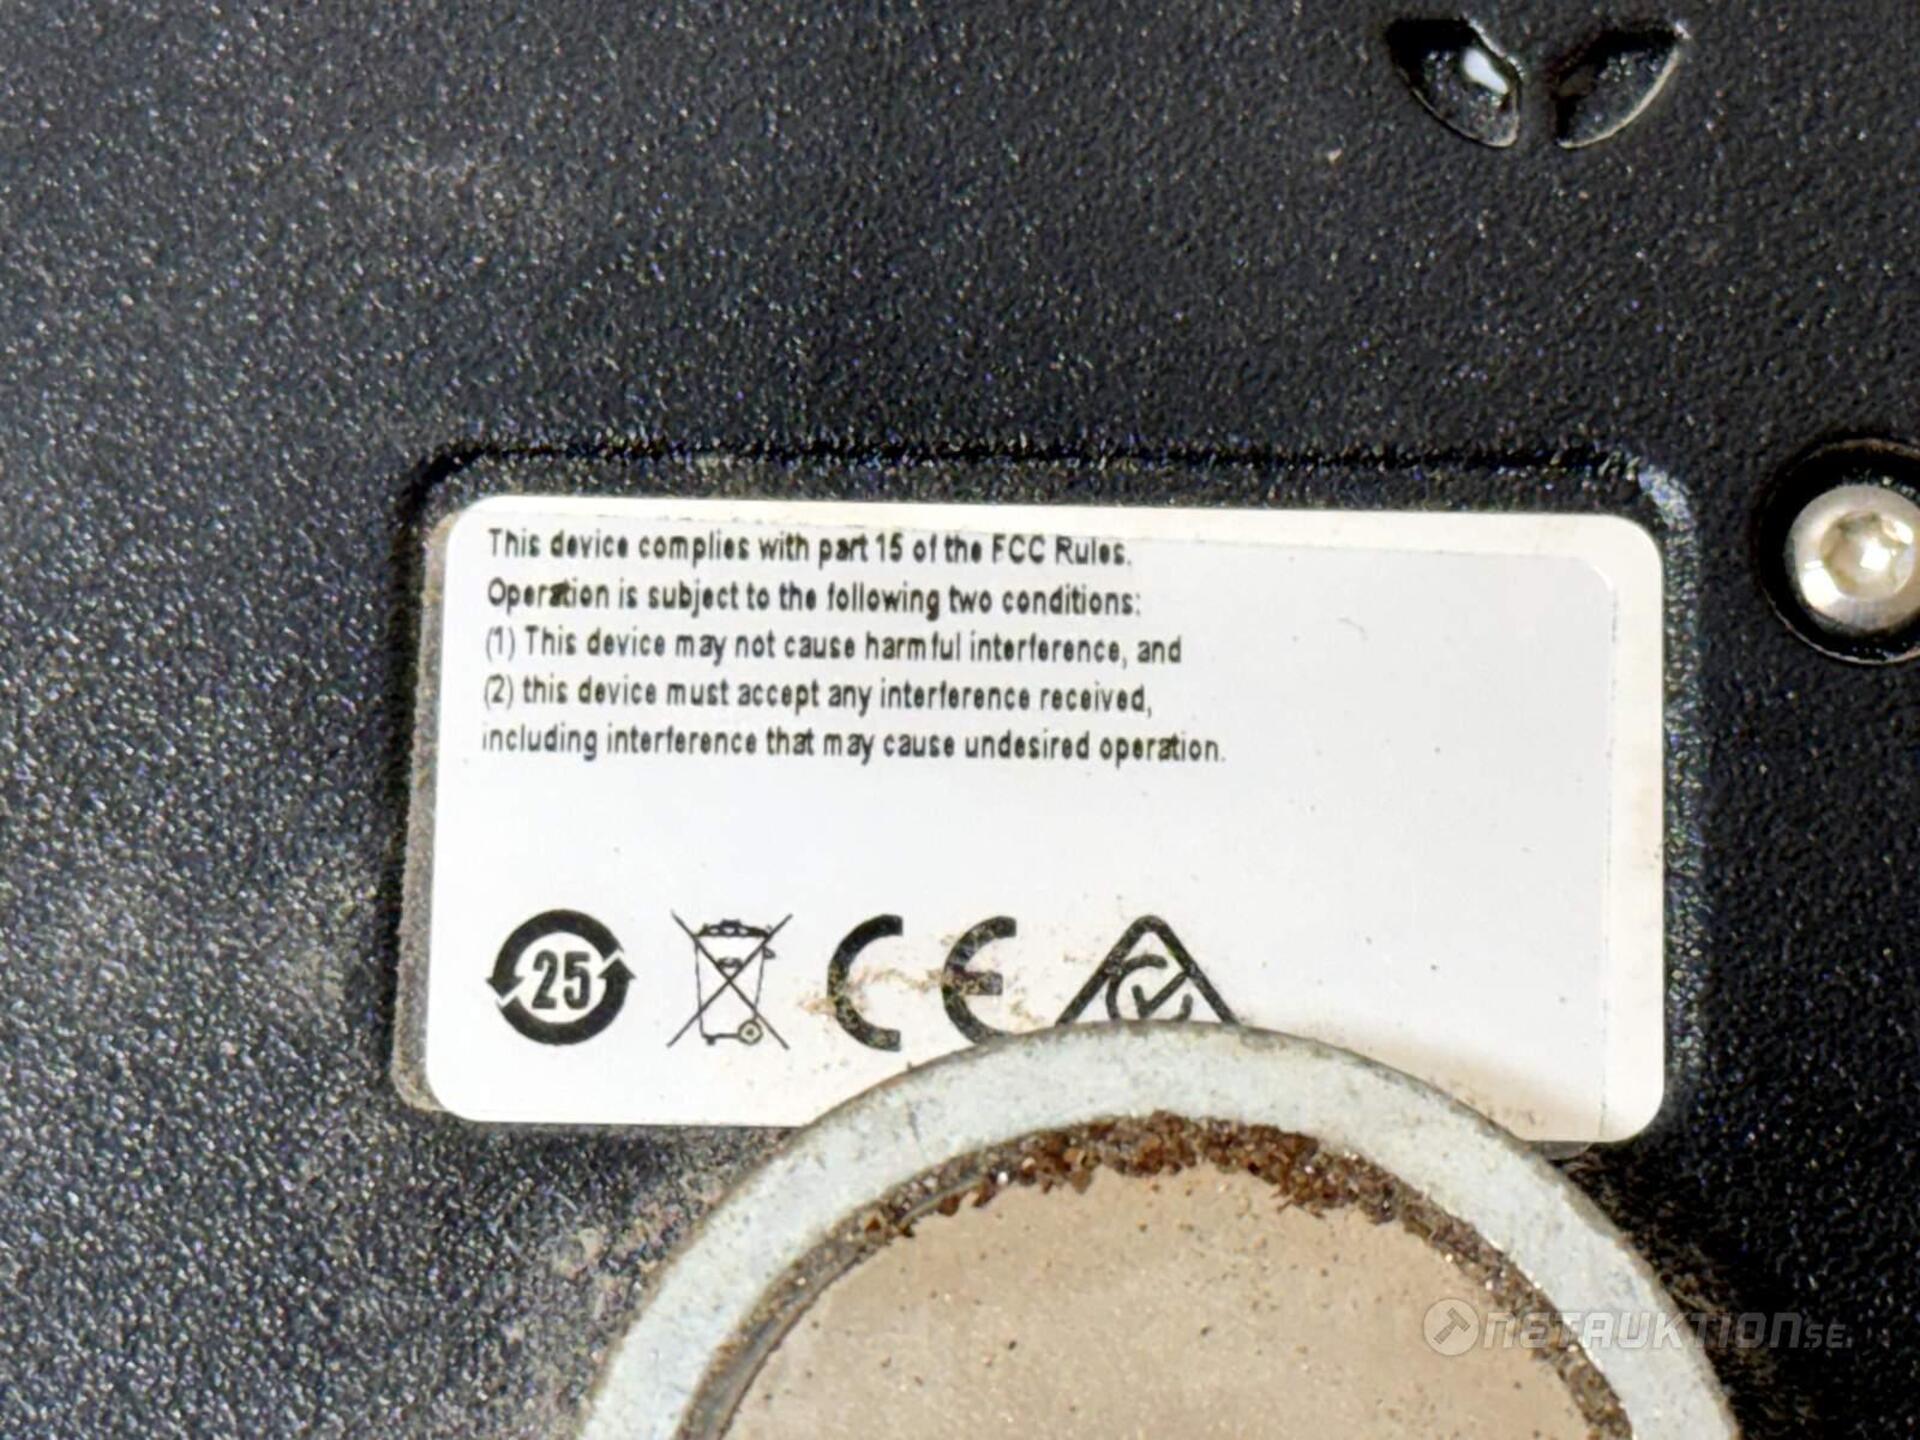 This device complies with part 15 of the FCC Rules.
Operation is subject to the following two conditions:
(1) This device may not cause harmful interference, and
(2) this device must accept any interference received,
including interference that may cause undesired operation.
25
CE
NETAUKTION.SE